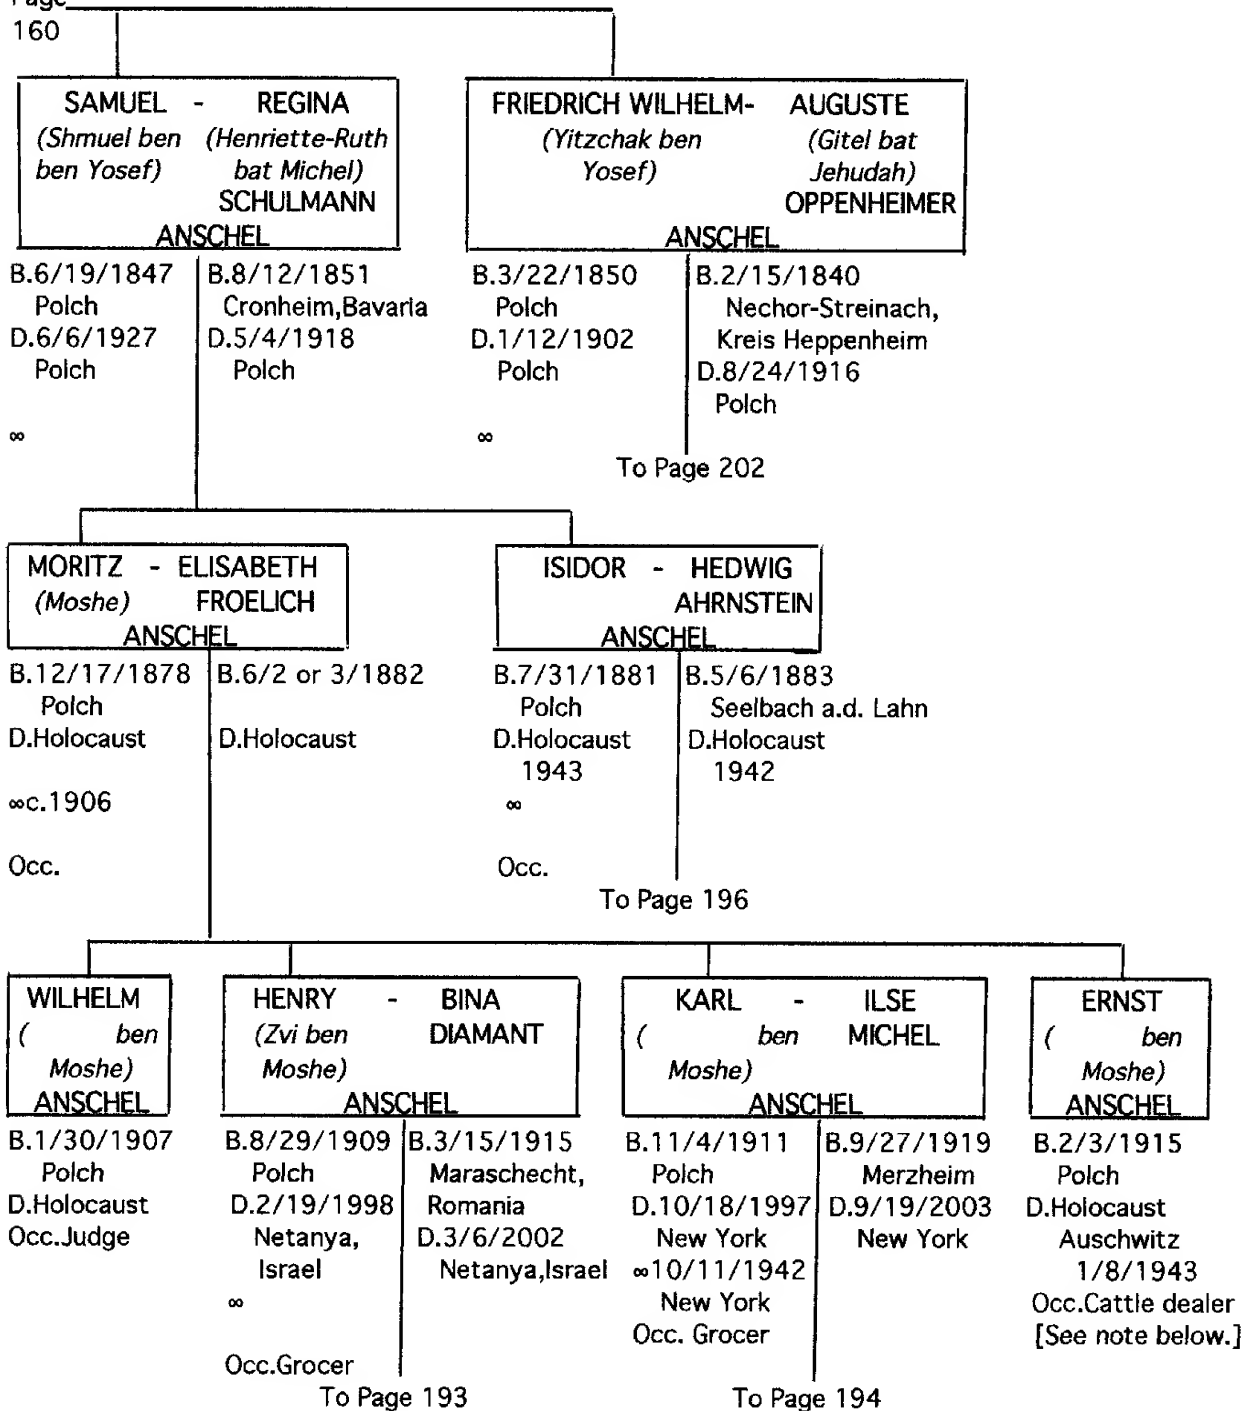 Page
160
SAMUEL - REGINA
(Shmuel ben (Henriette-Ruth
ben Yosef) bat Michel)
SCHULMANN
ANSCHEL
B.6/19/1847 B.8/12/1851
Polch Cronheim,Bavaria
D.6/6/1927 D.5/4/1918
Polch Polch
∞
FRIEDRICH WILHELM- AUGUSTE
(Yitzchak ben (Gitel bat
Yosef) Jehudah)
OPPENHEIMER
ANSCHEL
B.3/22/1850 B.2/15/1840
Polch Nechor-Streinach,
D.1/12/1902 Kreis Heppenheim
Polch D.8/24/1916
Polch
∞
To Page 202
MORITZ - ELISABETH
(Moshe) FROELICH
ANSCHEL
B.12/17/1878 B.6/2 or 3/1882
Polch
D.Holocaust D.Holocaust
∞c.1906
Occ.
ISIDOR - HEDWIG
AHRNSTEIN
ANSCHEL
B.7/31/1881 B.5/6/1883
Polch Seelbach a.d. Lahn
D.Holocaust D.Holocaust
1943 1942
∞
Occ.
To Page 196
WILHELM
( ben
Moshe)
ANSCHEL
B.1/30/1907
Polch
D.Holocaust
Occ.Judge
HENRY - BINA
(Zvi ben DIAMANT
Moshe)
ANSCHEL
B.8/29/1909 B.3/15/1915
Polch Maraschecht,
D.2/19/1998 Romania
Netanya, D.3/6/2002
Israel Netanya,Israel
∞
Occ.Grocer
To Page 193
KARL - ILSE
( ben MICHEL
Moshe)
ANSCHEL
B.11/4/1911 B.9/27/1919
Polch Merzheim
D.10/18/1997 D.9/19/2003
New York New York
∞10/11/1942
New York
Occ. Grocer
To Page 194
ERNST
( ben
Moshe)
ANSCHEL
B.2/3/1915
Polch
D.Holocaust
Auschwitz
1/8/1943
Occ.Cattle dealer
[See note below.]